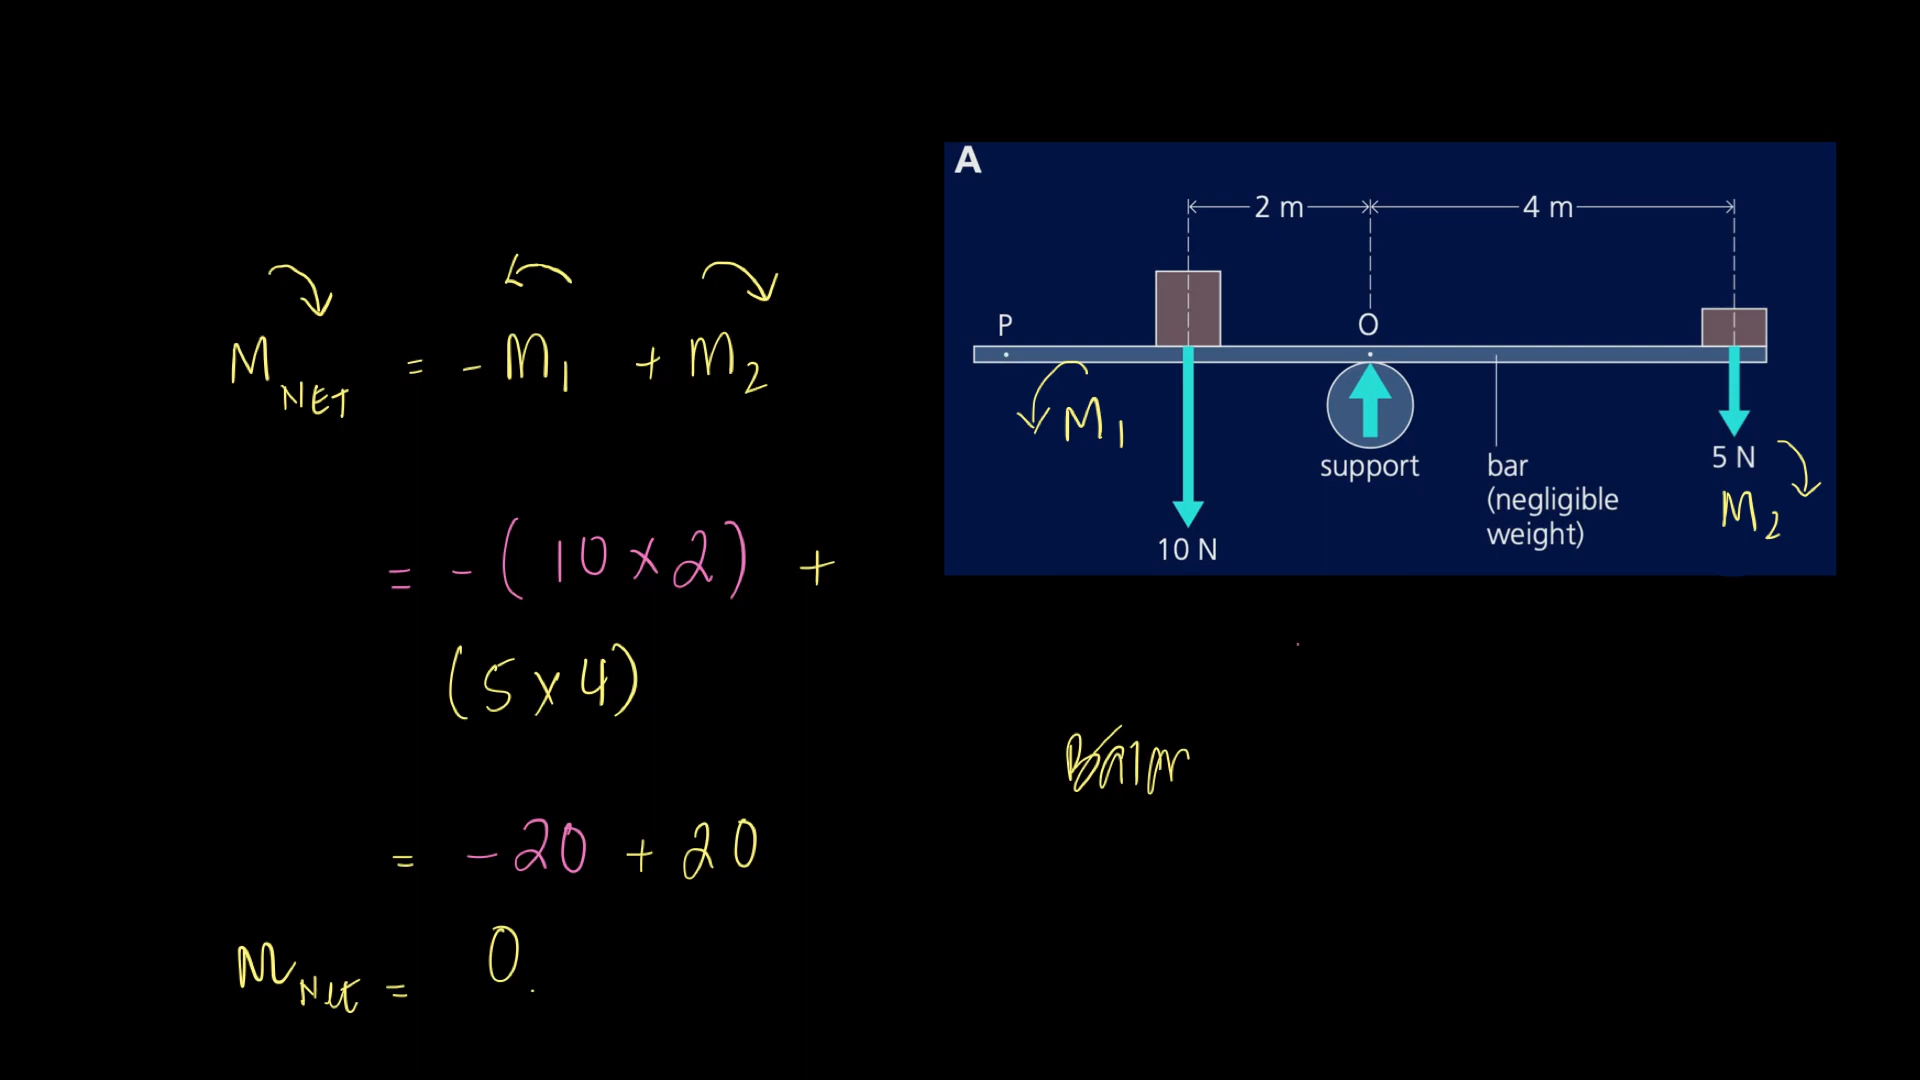 M NET = - M1 + M2
= - ( 10 × 2 ) +
( 5 × 4 )
= - 20 + 20
M Net = 0.
A
2 m
4 m
P
O
M1
support
bar
(negligible
weight)
10 N
5 N
M2